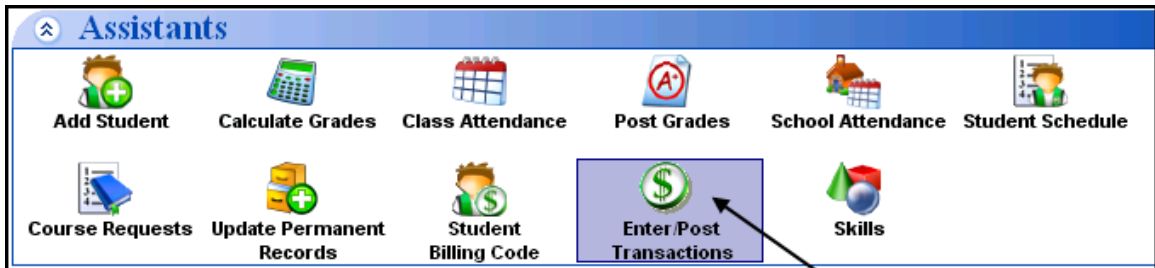 Assistants
Add Student Calculate Grades Class Attendance Post Grades School Attendance Student Schedule
Course Requests Update Permanent Student Enter/Post Skills
Records Billing Code Transactions